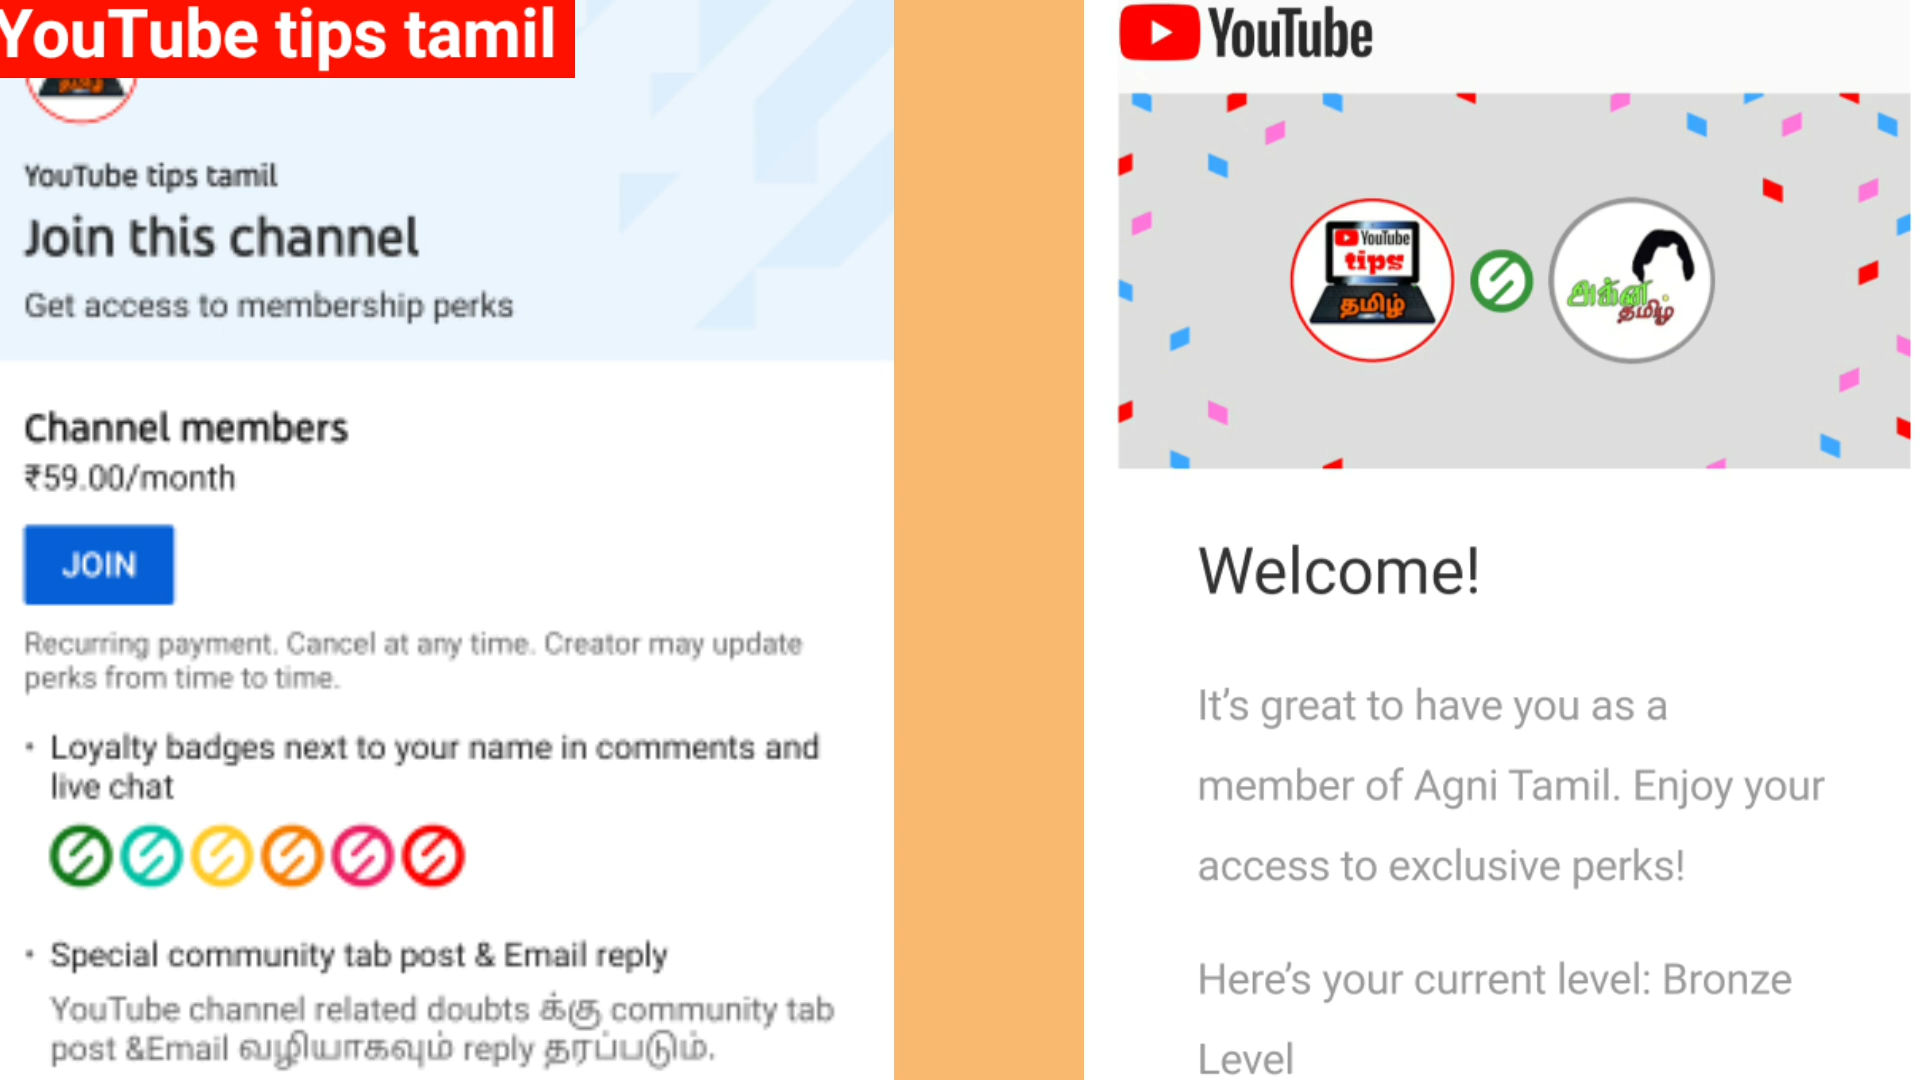 YouTube tips tamil
தமிழ்
YouTube tips tamil
Join this channel
Get access to membership perks
Channel members
₹59.00/month
JOIN
Recurring payment. Cancel at any time. Creator may update
perks from time to time.
• Loyalty badges next to your name in comments and
live chat
• Special community tab post & Email reply
YouTube channel related doubts க்கு community tab
post &Email வழியாகவும் reply தரப்படும்.
YouTube
YouTube
tips
தமிழ்
அக்னி
தமிழ்
Welcome!
It’s great to have you as a
member of Agni Tamil. Enjoy your
access to exclusive perks!
Here’s your current level: Bronze
Level